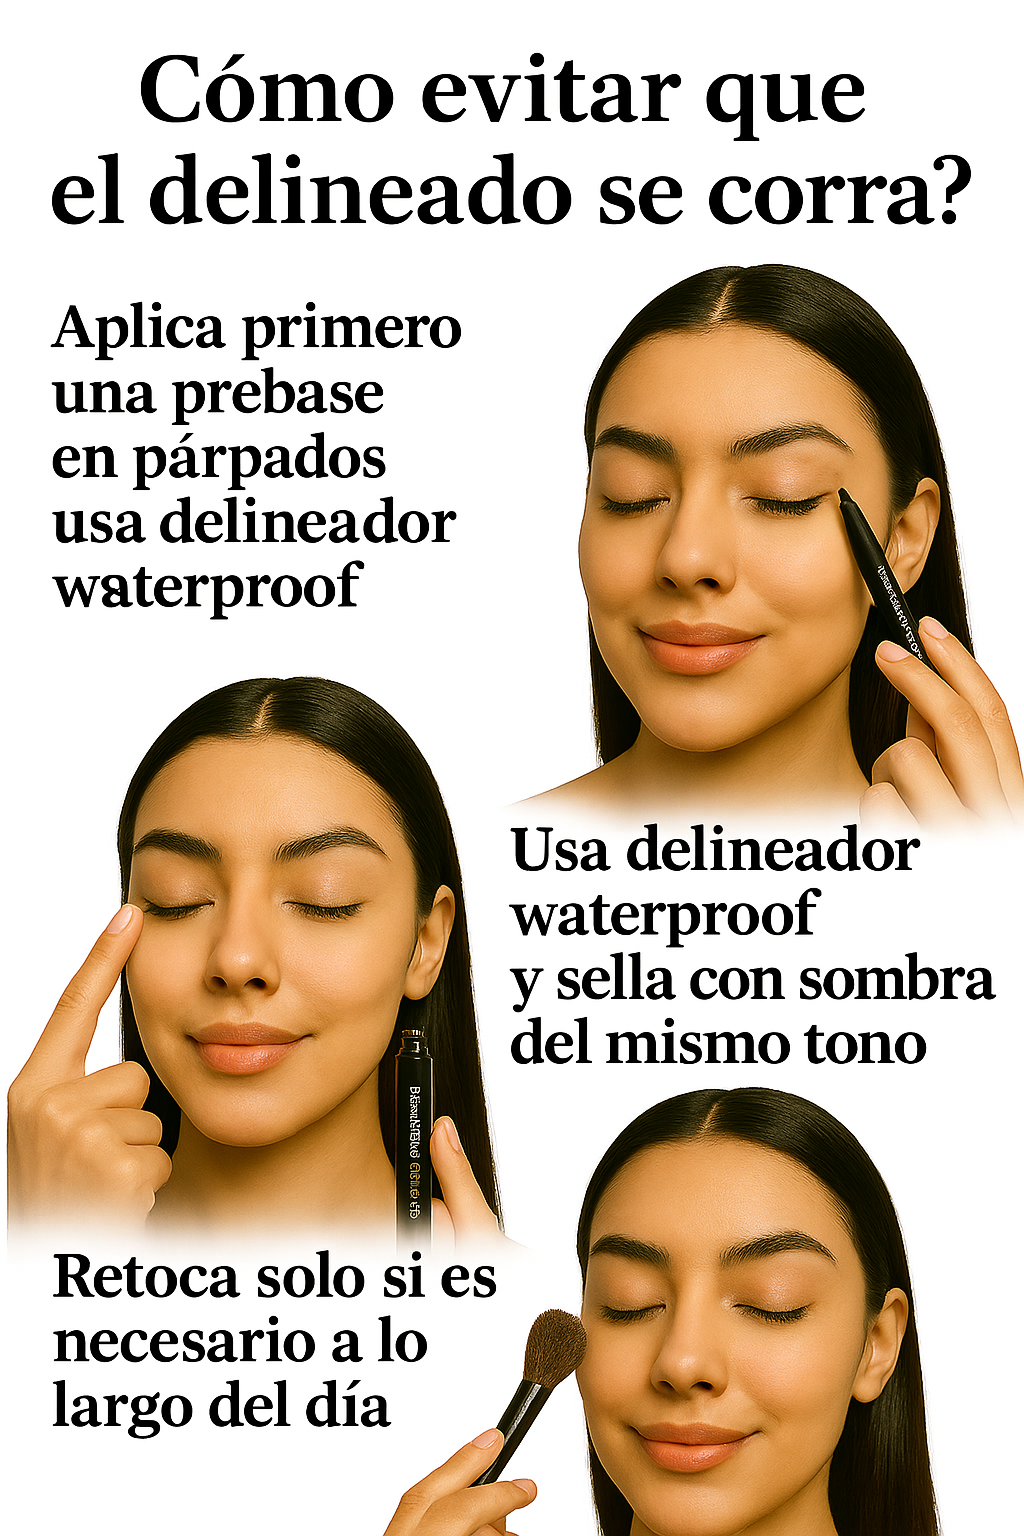 Cómo evitar que
el delineado se corra?
Aplica primero
una prebase
en párpados
usa delineador
waterproof
Usa delineador
waterproof
y sella con sombra
del mismo tono
Retoca solo si es
necesario a lo
largo del día